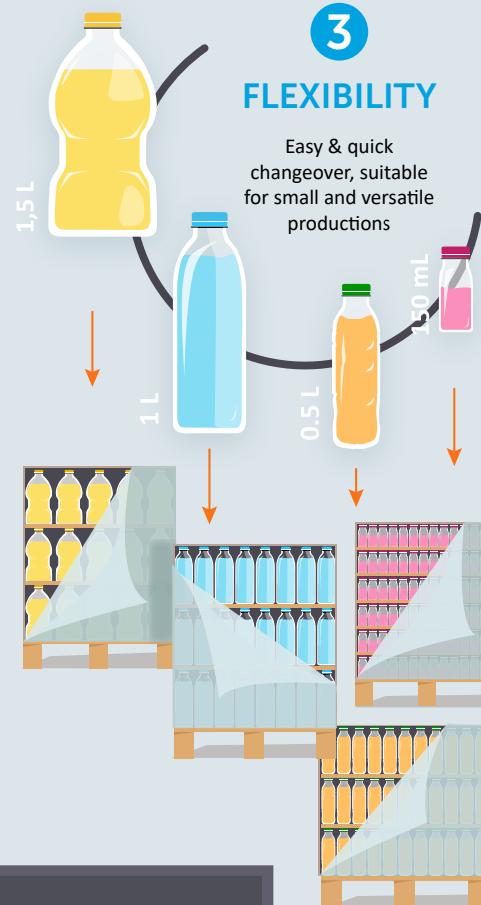 3
FLEXIBILITY
Easy & quick
changeover, suitable
for small and versatile
productions
1,5 L
1 L
0.5 L
150 mL